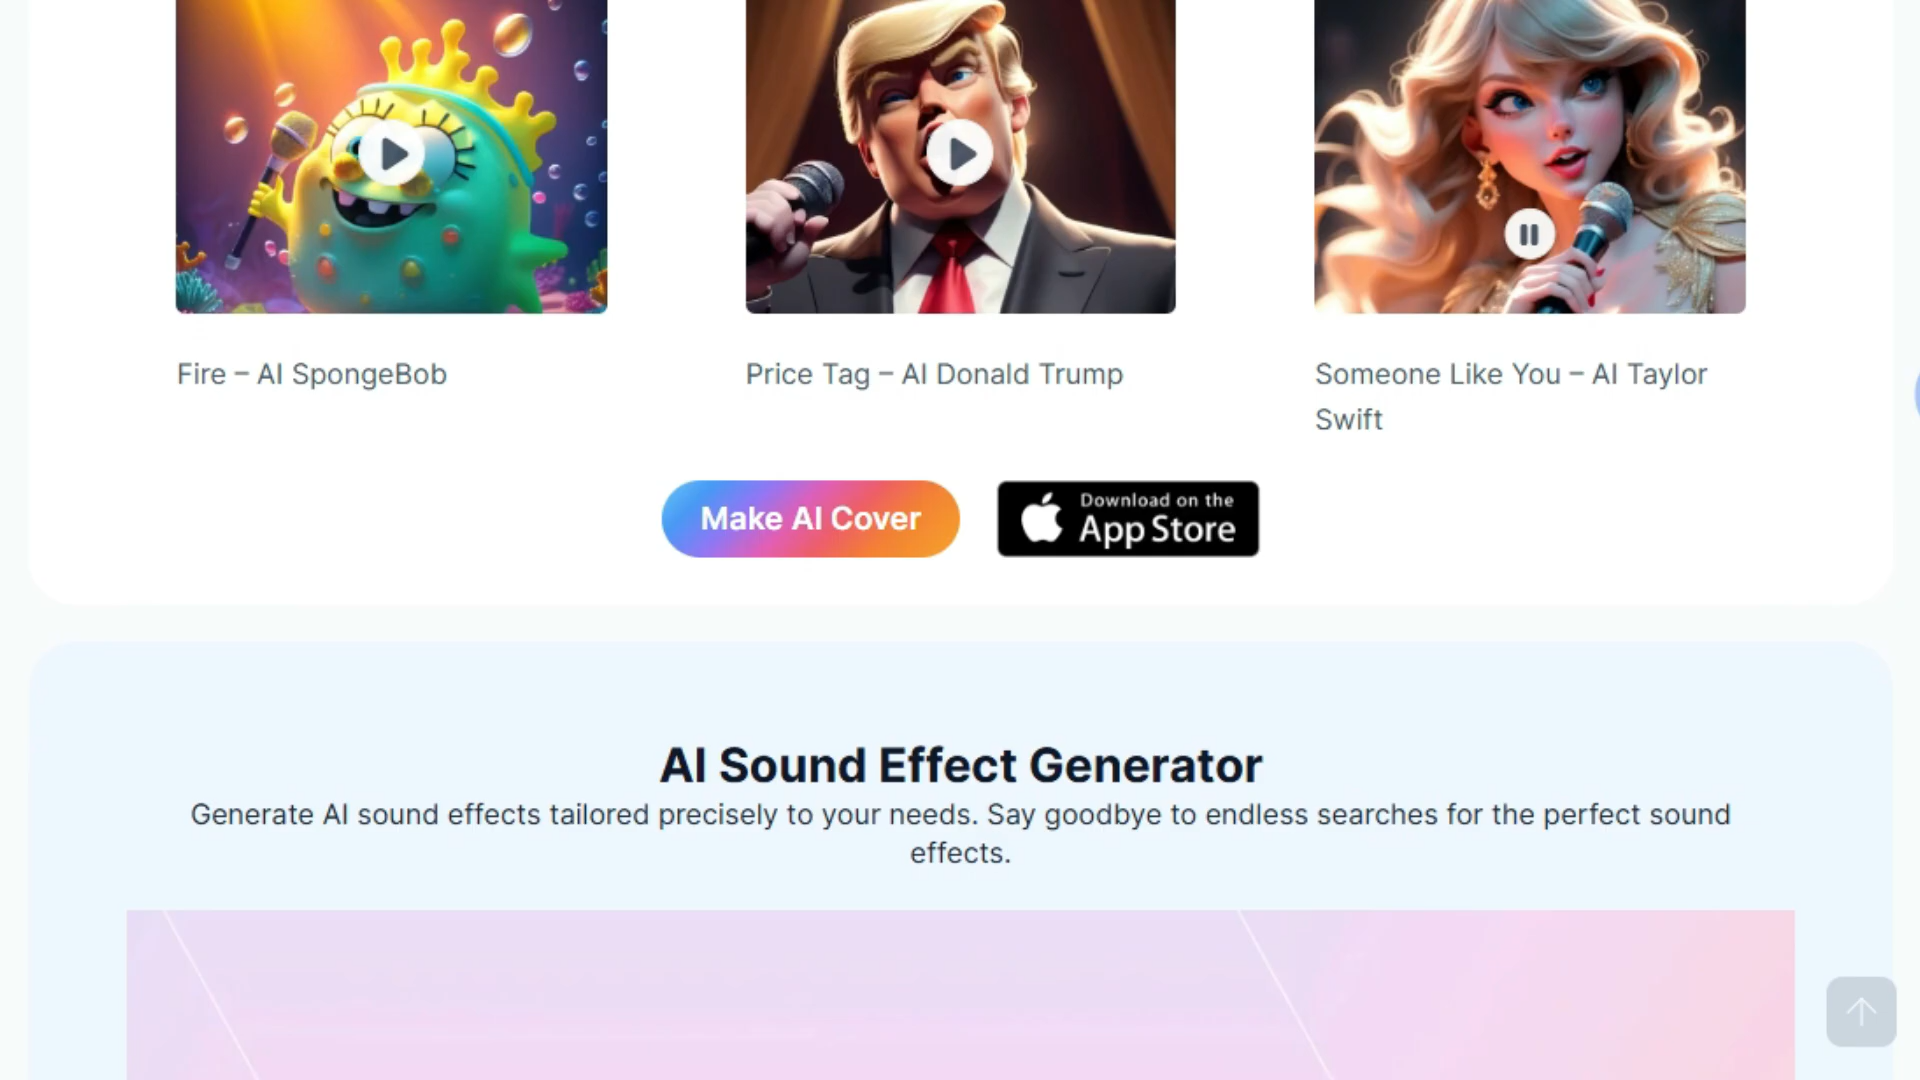 Fire – AI SpongeBob
Price Tag – AI Donald Trump
Someone Like You – AI Taylor
Swift
Make AI Cover
Download on the
App Store
AI Sound Effect Generator
Generate AI sound effects tailored precisely to your needs. Say goodbye to endless searches for the perfect sound
effects.